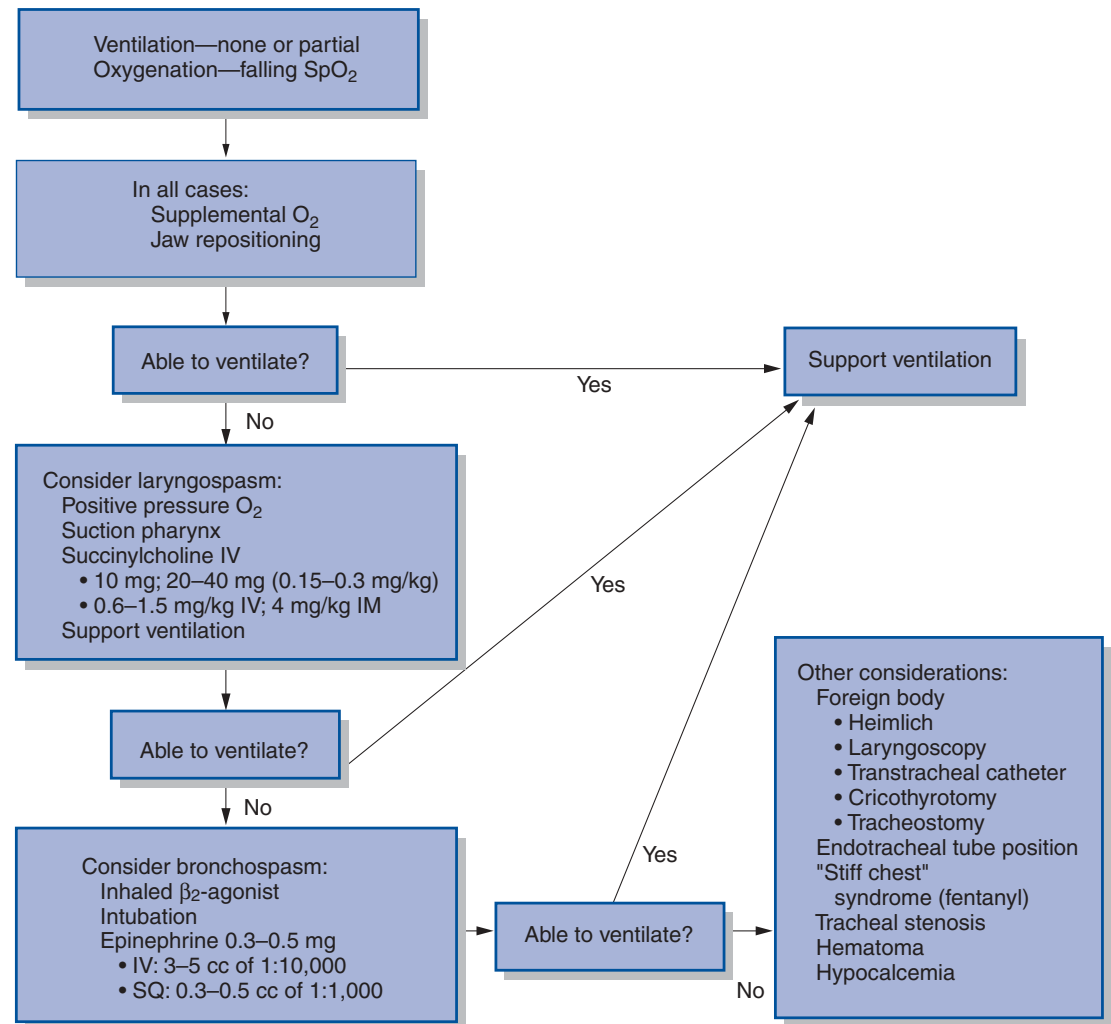 Ventilation—none or partial
Oxygenation—falling SpO₂
In all cases:
Supplemental O₂
Jaw repositioning
Able to ventilate?
Yes
Support ventilation
No
Consider laryngospasm:
Positive pressure O₂
Suction pharynx
Succinylcholine IV
• 10 mg; 20–40 mg (0.15–0.3 mg/kg)
• 0.6–1.5 mg/kg IV; 4 mg/kg IM
Support ventilation
Able to ventilate?
Yes
No
Consider bronchospasm:
Inhaled β₂-agonist
Intubation
Epinephrine 0.3–0.5 mg
• IV: 3–5 cc of 1:10,000
• SQ: 0.3–0.5 cc of 1:1,000
Able to ventilate?
Yes
No
Other considerations:
Foreign body
• Heimlich
• Laryngoscopy
• Transtracheal catheter
• Cricothyrotomy
• Tracheostomy
Endotracheal tube position
"Stiff chest"
syndrome (fentanyl)
Tracheal stenosis
Hematoma
Hypocalcemia